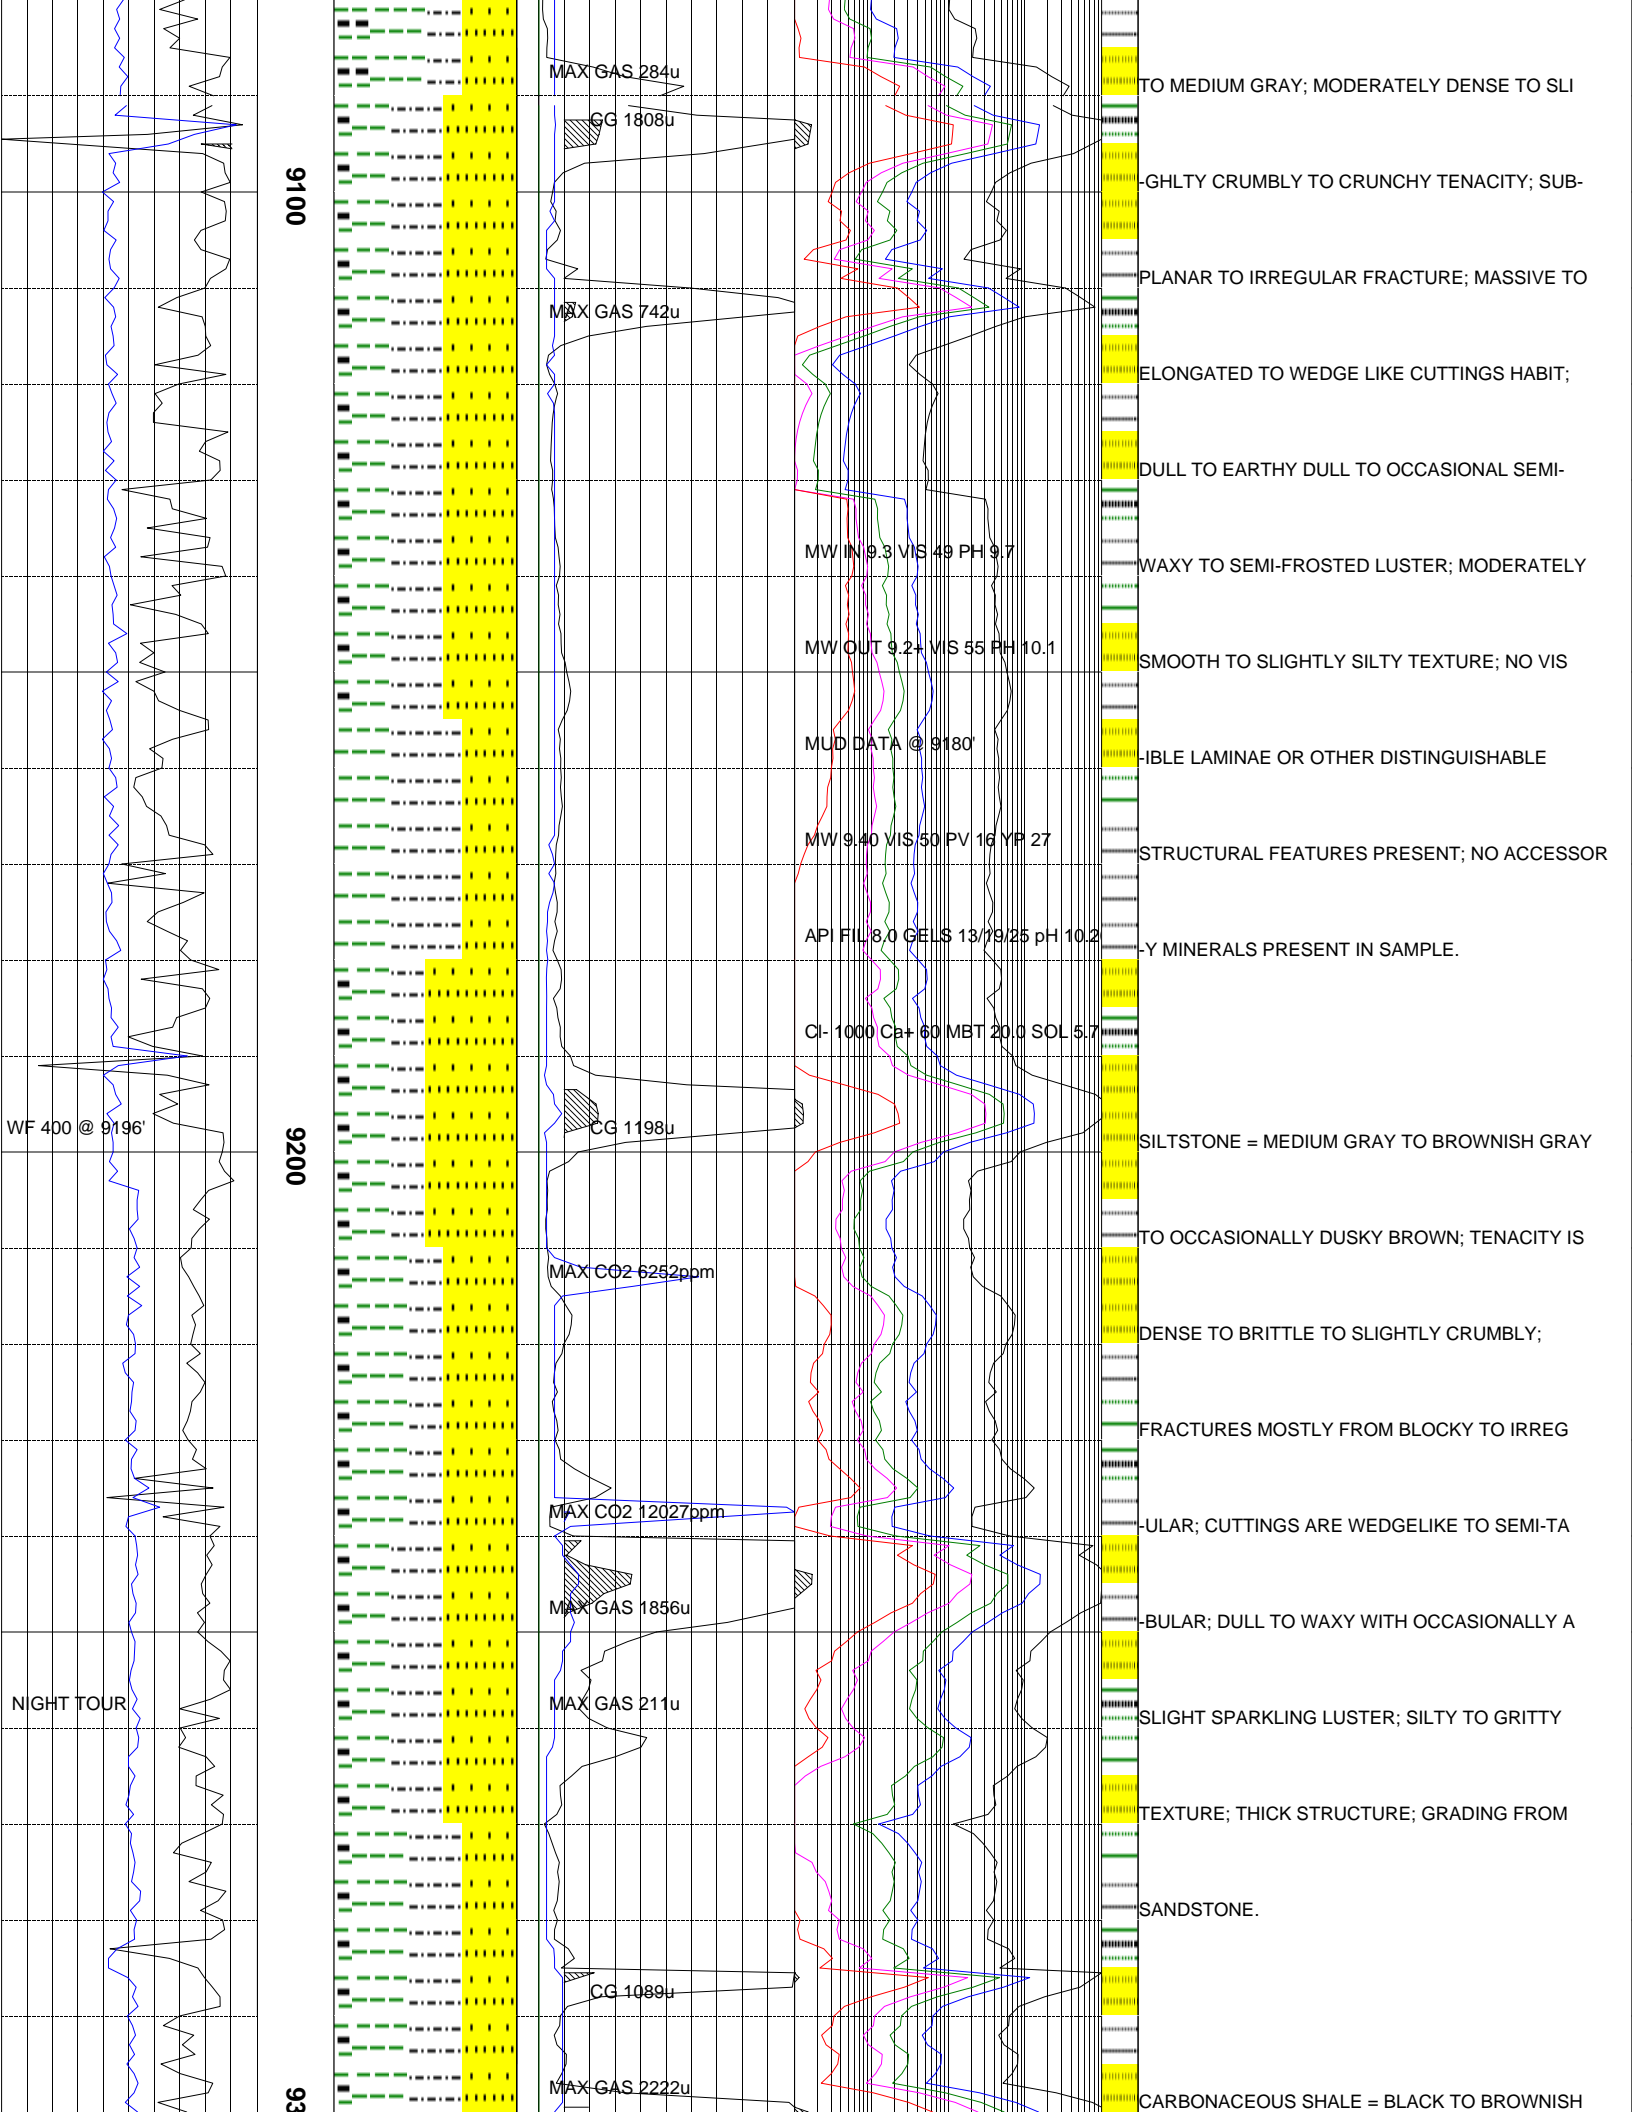 MAX GAS 284u
TO MEDIUM GRAY; MODERATELY DENSE TO SLI
CG 1808u
9100
-GHLTY CRUMBLY TO CRUNCHY TENACITY; SUB-
PLANAR TO IRREGULAR FRACTURE; MASSIVE TO
MAX GAS 742u
ELONGATED TO WEDGE LIKE CUTTINGS HABIT;
DULL TO EARTHY DULL TO OCCASIONAL SEMI-
MW IN 9.3 VIS 49 PH 9.7
WAXY TO SEMI-FROSTED LUSTER; MODERATELY
MW OUT 9.2+ VIS 55 PH 10.1
SMOOTH TO SLIGHTLY SILTY TEXTURE; NO VIS
MUD DATA @ 9180'
-IBLE LAMINAE OR OTHER DISTINGUISHABLE
MW 9.40 VIS 50 PV 16 YP 27
STRUCTURAL FEATURES PRESENT; NO ACCESSOR
API FIL 8.0 GELS 13/19/25 pH 10.2
-Y MINERALS PRESENT IN SAMPLE.
Cl- 1000 Ca+ 60 MBT 20.0 SOL 5.7
WF 400 @ 9196'
CG 1198u
9200
SILTSTONE = MEDIUM GRAY TO BROWNISH GRAY
TO OCCASIONALLY DUSKY BROWN; TENACITY IS
MAX CO2 6252ppm
DENSE TO BRITTLE TO SLIGHTLY CRUMBLY;
FRACTURES MOSTLY FROM BLOCKY TO IRREG
MAX CO2 12027ppm
-ULAR; CUTTINGS ARE WEDGELIKE TO SEMI-TA
MAX GAS 1856u
-BULAR; DULL TO WAXY WITH OCCASIONALLY A
NIGHT TOUR
MAX GAS 211u
SLIGHT SPARKLING LUSTER; SILTY TO GRITTY
TEXTURE; THICK STRUCTURE; GRADING FROM
SANDSTONE.
CG 1089u
MAX GAS 2222u
93
CARBONACEOUS SHALE = BLACK TO BROWNISH